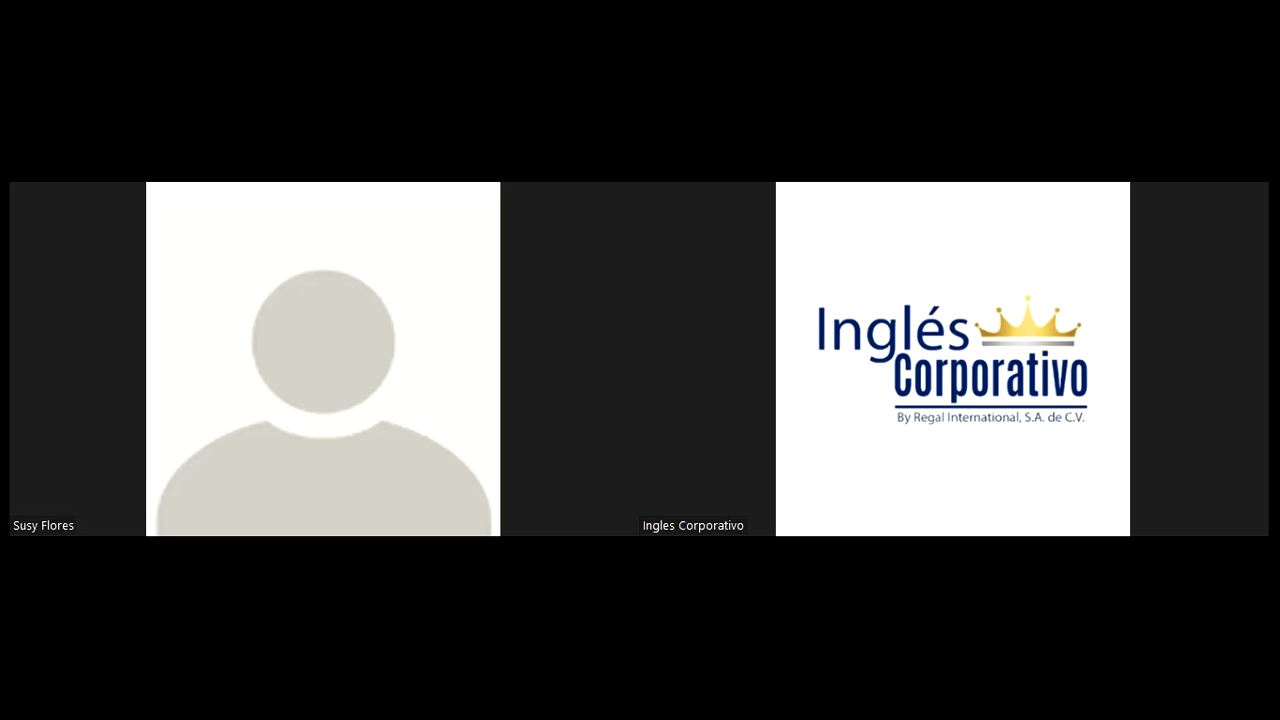 Inglés
Corporativo
By Regal International, S.A. de C.V.
Susy Flores
Ingles Corporativo